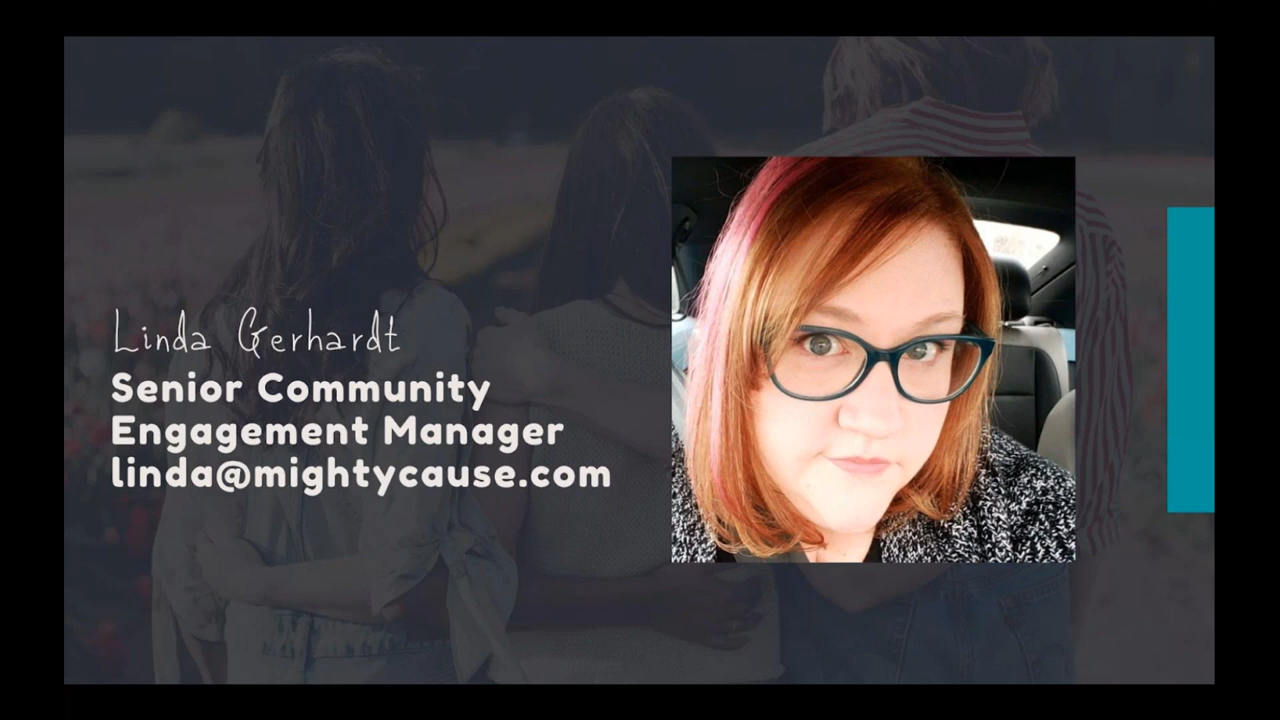 Linda Gerhardt
Senior Community
Engagement Manager
linda@mightycause.com